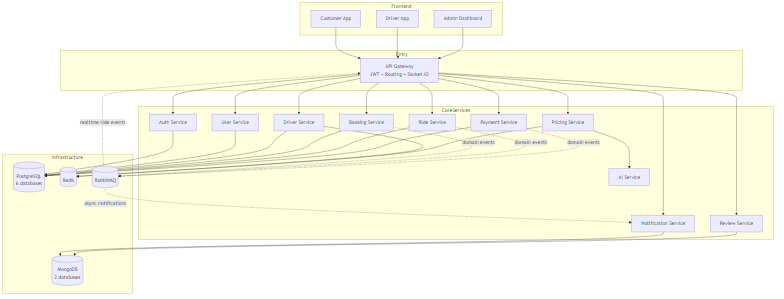 Frontend
Customer App
Driver App
Admin Dashboard
Entry
API Gateway
JWT + Routing + Socket.IO
realtime ride events
CoreServices
Auth Service
User Service
Driver Service
Booking Service
Ride Service
Payment Service
Pricing Service
domain events
domain events
domain events
Infrastructure
PostgreSQL
6 databases
Redis
RabbitMQ
AI Service
async notifications
Notification Service
Review Service
MongoDB
2 databases